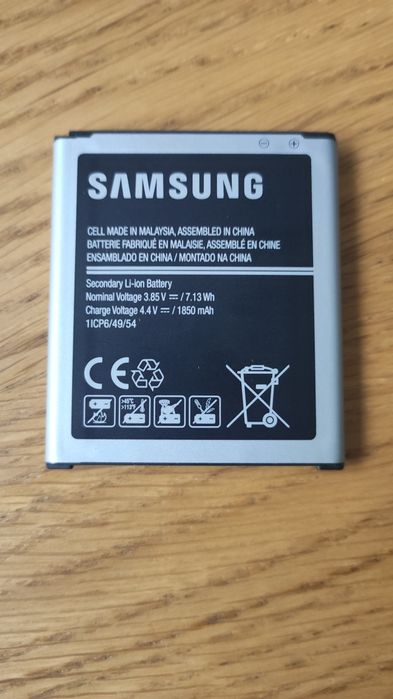 SAMSUNG
CELL MADE IN MALAYSIA, ASSEMBLED IN CHINA
BATTERIE FABRIQUÉ EN MALAISIE, ASSEMBLÉ EN CHINE
ENSAMBLADO EN CHINA / MONTADO NA CHINA
Secondary Li-ion Battery
Nominal Voltage 3.85 V ⎓ / 7.13 Wh
Charge Voltage 4.4 V ⎓ / 1850 mAh
1ICP6/49/54
CE
>45°C
>113°F